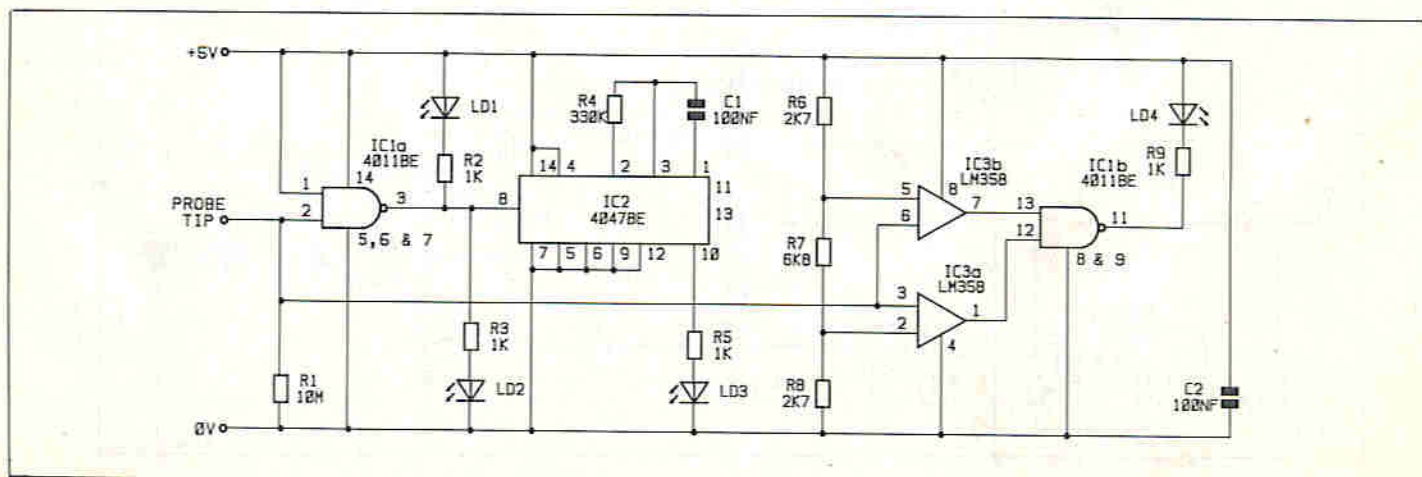 +5V
PROBE
TIP
0V
1
2
IC1a
4011BE
14
3
5,6 & 7
R1
10M
LD1
R2
1K
R3
1K
LD2
R4
330K
C1
100NF
14
4
2
3
1
8
IC2
4047BE
11
13
7
5
6
9
12
10
R5
1K
LD3
R6
2K7
R7
6K8
R8
2K7
IC3b
LM358
5
6
8
7
IC3a
LM358
3
2
1
4
IC1b
4011BE
13
12
11
8 & 9
LD4
R9
1K
C2
100NF